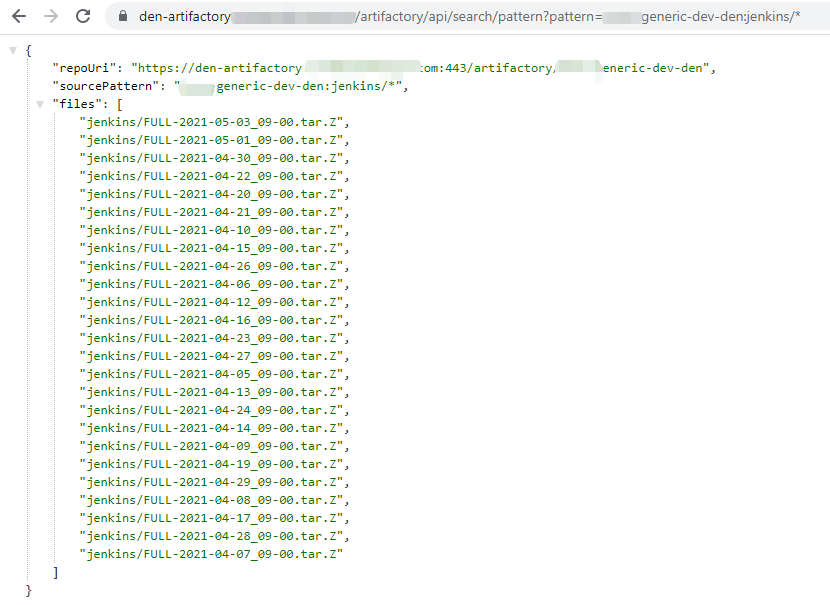 den-artifactory /artifactory/api/search/pattern?pattern= generic-dev-den:jenkins/*
{
"repoUri": "https://den-artifactory om:443/artifactory/ eneric-dev-den",
"sourcePattern": " -generic-dev-den:jenkins/*",
"files": [
"jenkins/FULL-2021-05-03_09-00.tar.Z",
"jenkins/FULL-2021-05-01_09-00.tar.Z",
"jenkins/FULL-2021-04-30_09-00.tar.Z",
"jenkins/FULL-2021-04-22_09-00.tar.Z",
"jenkins/FULL-2021-04-20_09-00.tar.Z",
"jenkins/FULL-2021-04-21_09-00.tar.Z",
"jenkins/FULL-2021-04-10_09-00.tar.Z",
"jenkins/FULL-2021-04-15_09-00.tar.Z",
"jenkins/FULL-2021-04-26_09-00.tar.Z",
"jenkins/FULL-2021-04-06_09-00.tar.Z",
"jenkins/FULL-2021-04-12_09-00.tar.Z",
"jenkins/FULL-2021-04-16_09-00.tar.Z",
"jenkins/FULL-2021-04-23_09-00.tar.Z",
"jenkins/FULL-2021-04-27_09-00.tar.Z",
"jenkins/FULL-2021-04-05_09-00.tar.Z",
"jenkins/FULL-2021-04-13_09-00.tar.Z",
"jenkins/FULL-2021-04-24_09-00.tar.Z",
"jenkins/FULL-2021-04-14_09-00.tar.Z",
"jenkins/FULL-2021-04-09_09-00.tar.Z",
"jenkins/FULL-2021-04-19_09-00.tar.Z",
"jenkins/FULL-2021-04-29_09-00.tar.Z",
"jenkins/FULL-2021-04-08_09-00.tar.Z",
"jenkins/FULL-2021-04-17_09-00.tar.Z",
"jenkins/FULL-2021-04-28_09-00.tar.Z",
"jenkins/FULL-2021-04-07_09-00.tar.Z"
]
}